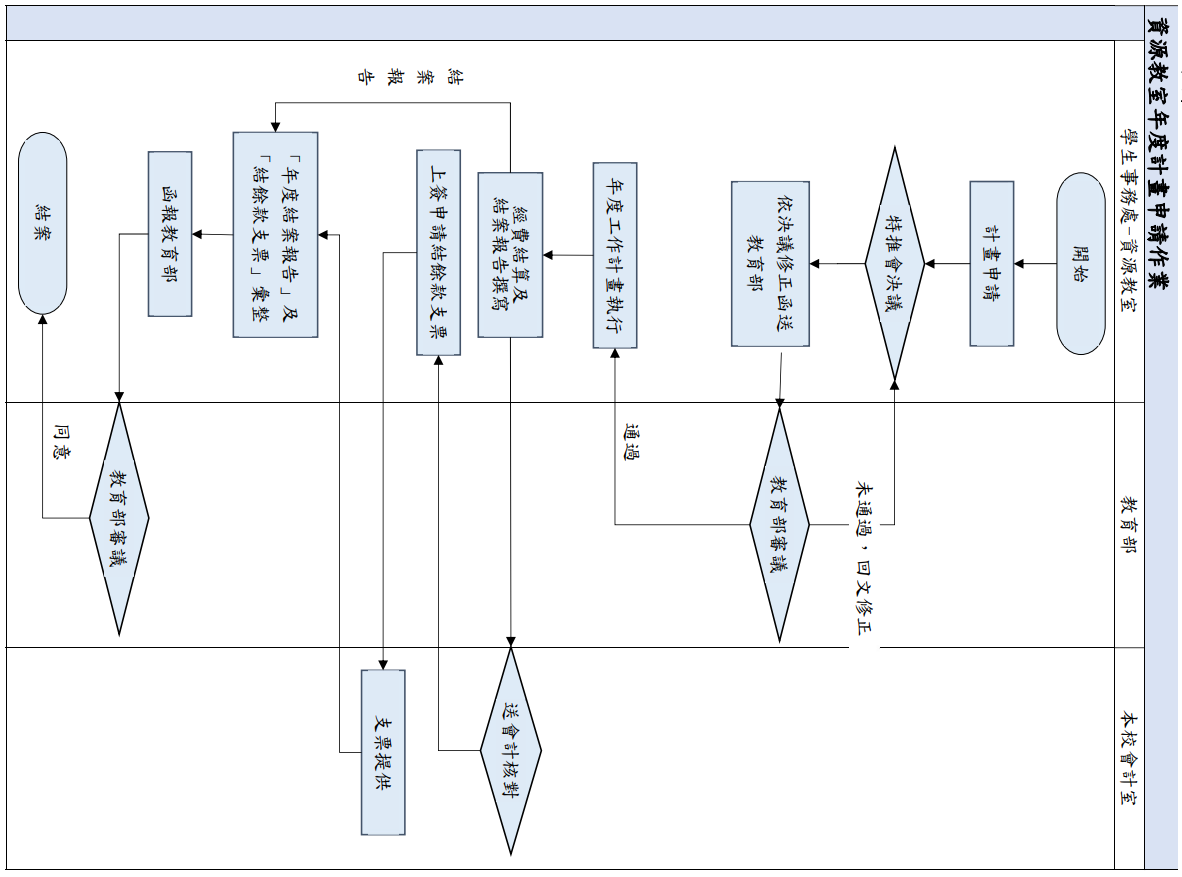 資源教室年度計畫申請作業
學生事務處-資源教室
教育部
本校會計室
開始
計畫申請
特推會決議
依決議修正函送
教育部
教育部審議
未通過，回文修正
通過
年度工作計畫執行
經費結算及
結案報告撰寫
結案報告
送會計核對
上簽申請結餘款支票
支票提供
「年度結案報告」及
「結餘款支票」彙整
函報教育部
教育部審議
同意
結案